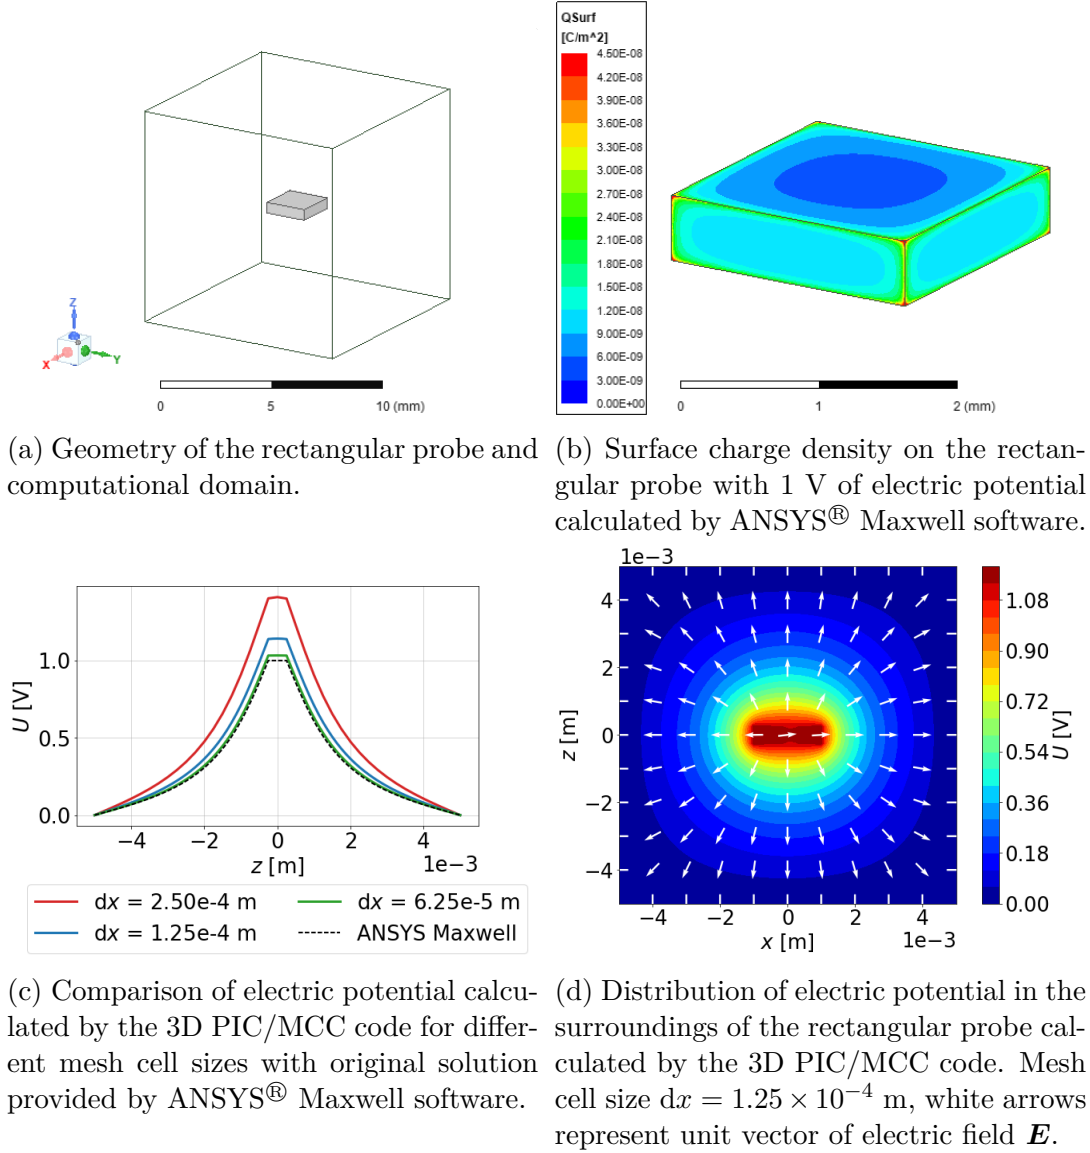 Z
X
Y
0
5
10 (mm)
QSurf
[C/m^2]
4.50E-08
4.20E-08
3.90E-08
3.60E-08
3.30E-08
3.00E-08
2.70E-08
2.40E-08
2.10E-08
1.80E-08
1.50E-08
1.20E-08
9.00E-09
6.00E-09
3.00E-09
0.00E+00
0
1
2 (mm)
(a) Geometry of the rectangular probe and
computational domain.
(b) Surface charge density on the rectan-
gular probe with 1 V of electric potential
calculated by ANSYS® Maxwell software.
1.0
0.5
0.0
U [V]
−4
−2
0
2
4
1e−3
z [m]
dx = 2.50e-4 m
dx = 1.25e-4 m
dx = 6.25e-5 m
ANSYS Maxwell
1e−3
4
2
0
−2
−4
z [m]
−4
−2
0
2
4
x [m]
1e−3
1.08
0.90
0.72
0.54
0.36
0.18
0.00
U [V]
(c) Comparison of electric potential calcu-
lated by the 3D PIC/MCC code for differ-
ent mesh cell sizes with original solution
provided by ANSYS® Maxwell software.
(d) Distribution of electric potential in the
surroundings of the rectangular probe cal-
culated by the 3D PIC/MCC code. Mesh
cell size dx = 1.25 × 10⁻⁴ m, white arrows
represent unit vector of electric field E.